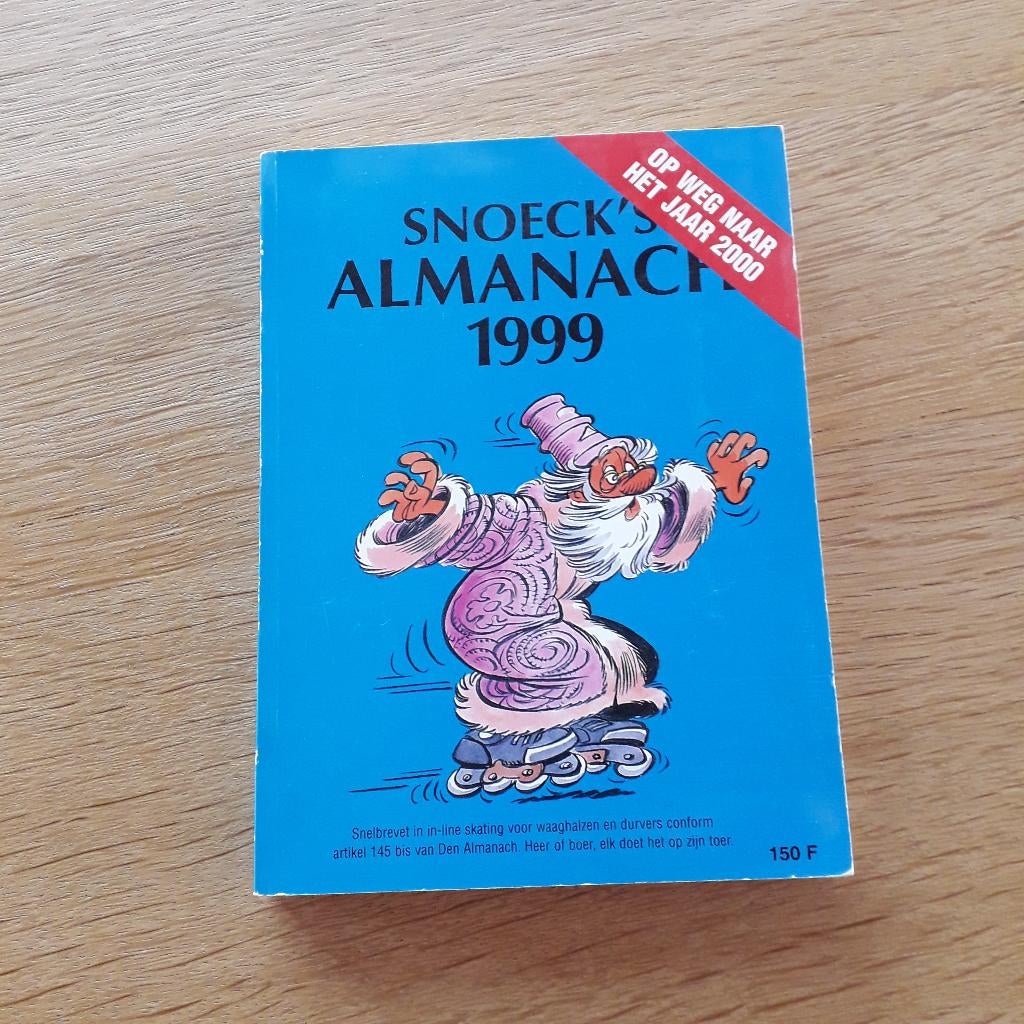 OP WEG NAAR
HET JAAR 2000
SNOECK'S
ALMANACH
1999
Snelbrevet in in-line skating voor waaghalzen en durvers conform
artikel 145 bis van Den Almanach. Heer of boer, elk doet het op zijn toer.
150 F